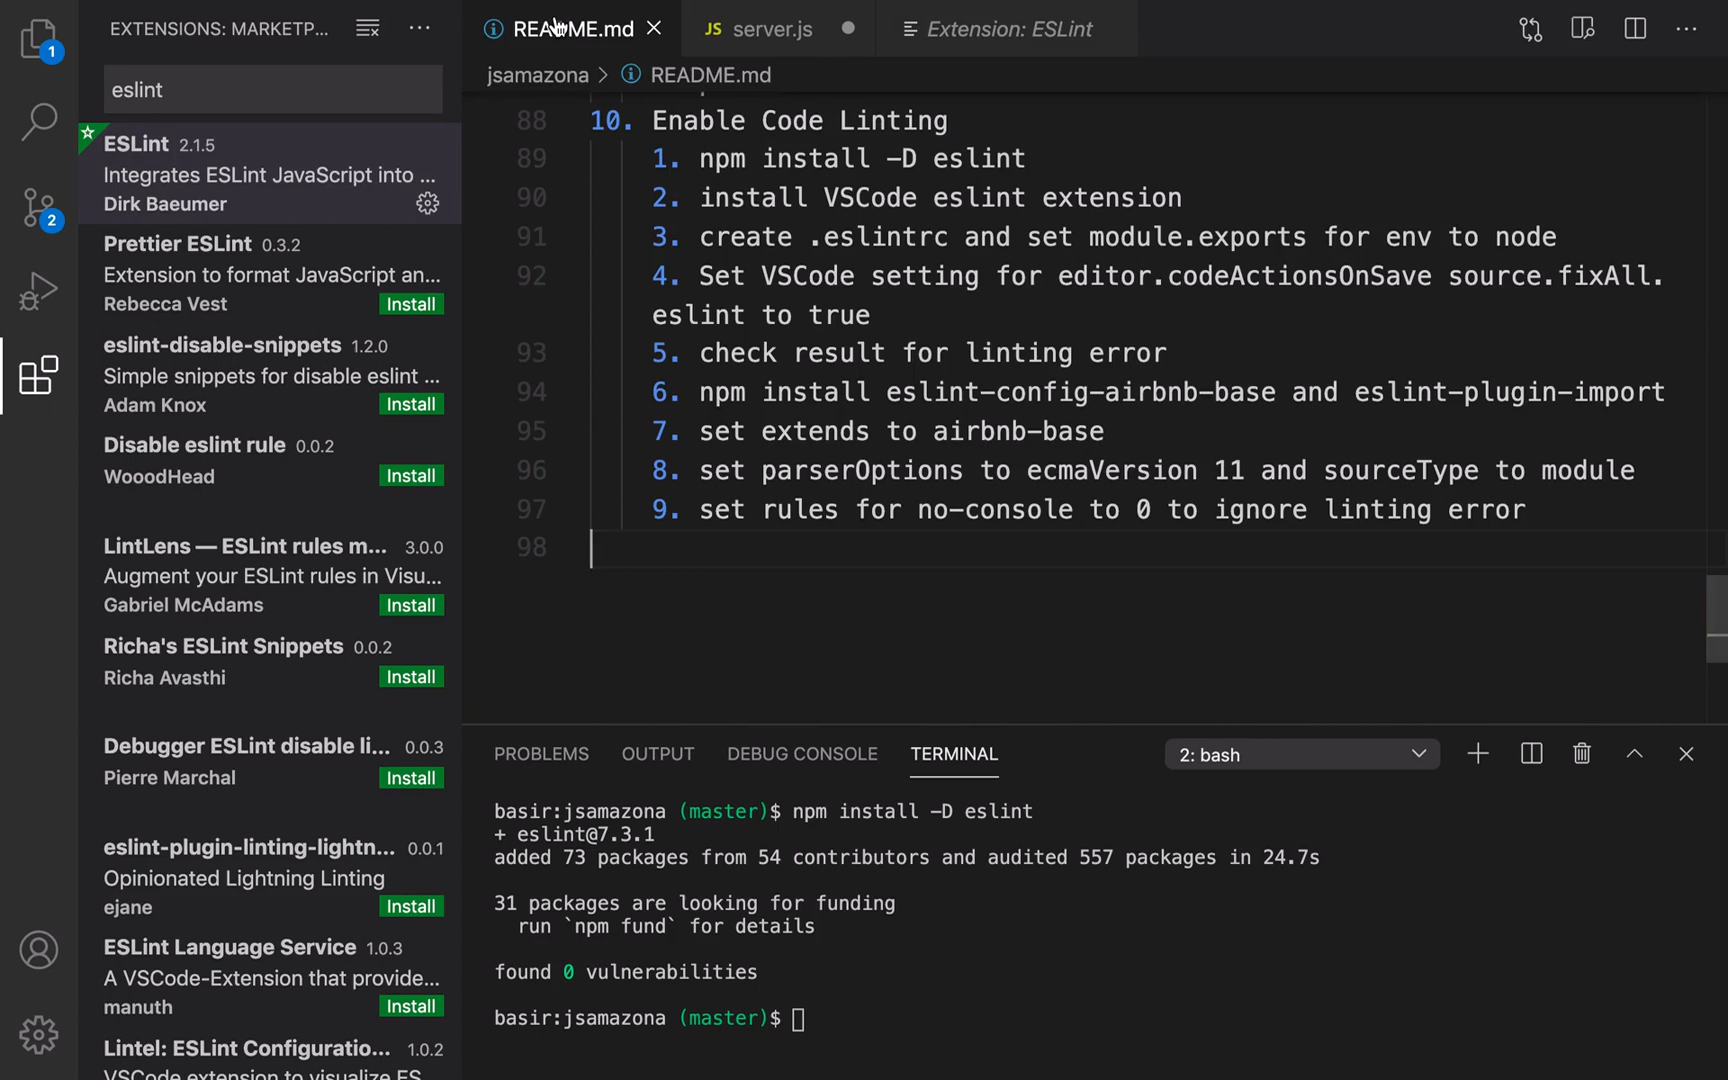 EXTENSIONS: MARKETP...
README.md
JS server.js
Extension: ESLint
1
eslint
jsamazona > README.md
ESLint 2.1.5
Integrates ESLint JavaScript into ...
Dirk Baeumer
Prettier ESLint 0.3.2
Extension to format JavaScript an...
Rebecca Vest Install
eslint-disable-snippets 1.2.0
Simple snippets for disable eslint ...
Adam Knox Install
Disable eslint rule 0.0.2
WooodHead Install
LintLens — ESLint rules m... 3.0.0
Augment your ESLint rules in Visu...
Gabriel McAdams Install
Richa's ESLint Snippets 0.0.2
Richa Avasthi Install
Debugger ESLint disable li... 0.0.3
Pierre Marchal Install
eslint-plugin-linting-lightn... 0.0.1
Opinionated Lightning Linting
ejane Install
ESLint Language Service 1.0.3
A VSCode-Extension that provide...
manuth Install
Lintel: ESLint Configuratio... 1.0.2
VSCode extension to visualize ES
2
88 10. Enable Code Linting
89 1. npm install -D eslint
90 2. install VSCode eslint extension
91 3. create .eslintrc and set module.exports for env to node
92 4. Set VSCode setting for editor.codeActionsOnSave source.fixAll.
eslint to true
93 5. check result for linting error
94 6. npm install eslint-config-airbnb-base and eslint-plugin-import
95 7. set extends to airbnb-base
96 8. set parserOptions to ecmaVersion 11 and sourceType to module
97 9. set rules for no-console to 0 to ignore linting error
98
PROBLEMS OUTPUT DEBUG CONSOLE TERMINAL 2: bash
basir:jsamazona (master)$ npm install -D eslint
+ eslint@7.3.1
added 73 packages from 54 contributors and audited 557 packages in 24.7s
31 packages are looking for funding
run `npm fund` for details
found 0 vulnerabilities
basir:jsamazona (master)$